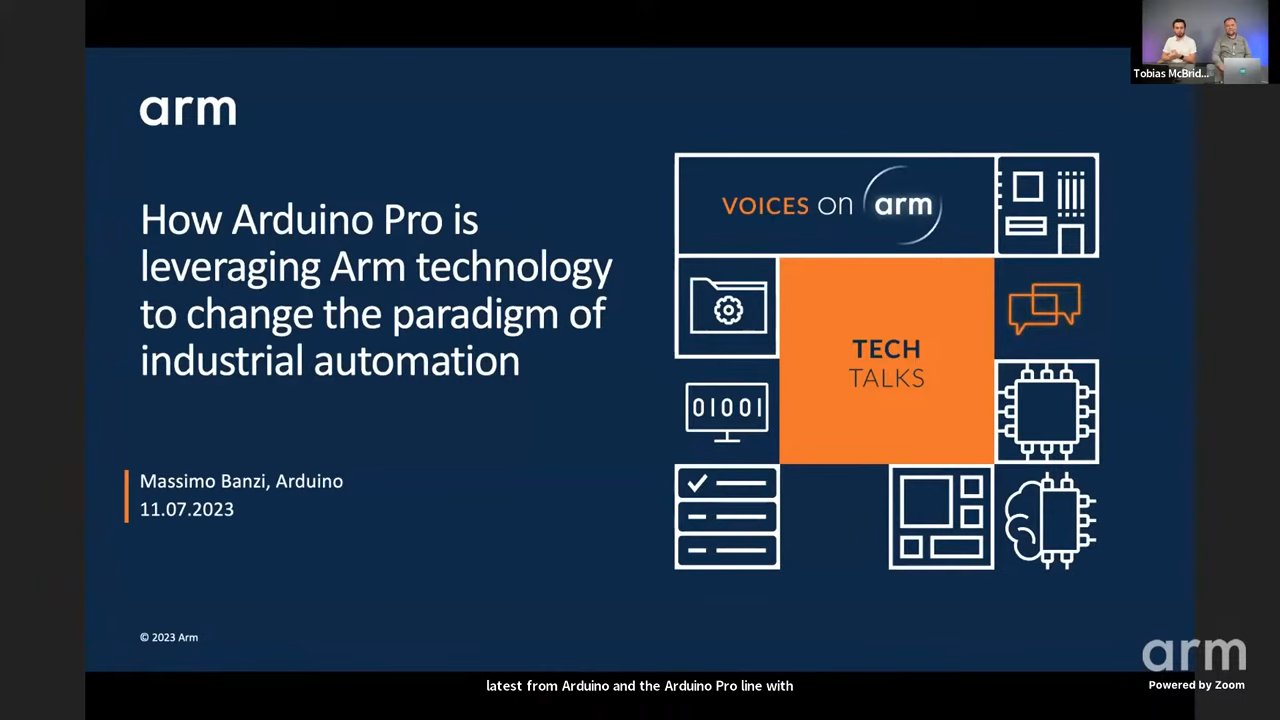 Tobias McBrid...
arm
How Arduino Pro is
leveraging Arm technology
to change the paradigm of
industrial automation
VOICES on arm
TECH
TALKS
01001
Massimo Banzi, Arduino
11.07.2023
© 2023 Arm
arm
Powered by Zoom
latest from Arduino and the Arduino Pro line with